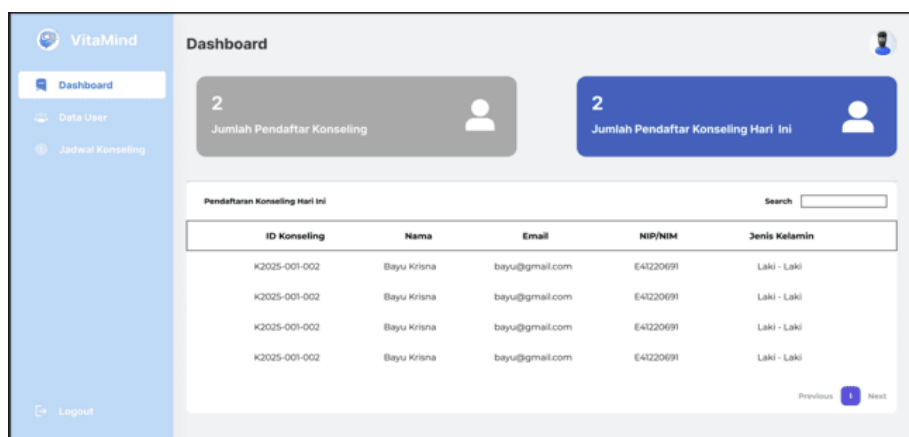 VitaMind
Dashboard
Data User
Jadwal Konseling
Logout
Dashboard
2
Jumlah Pendaftar Konseling
2
Jumlah Pendaftar Konseling Hari Ini
Pendaftaran Konseling Hari Ini
Search
ID Konseling Nama Email NIP/NIM Jenis Kelamin
K2025-001-002 Bayu Krisna bayu@gmail.com E41220691 Laki - Laki
K2025-001-002 Bayu Krisna bayu@gmail.com E41220691 Laki - Laki
K2025-001-002 Bayu Krisna bayu@gmail.com E41220691 Laki - Laki
K2025-001-002 Bayu Krisna bayu@gmail.com E41220691 Laki - Laki
Previous 1 Next